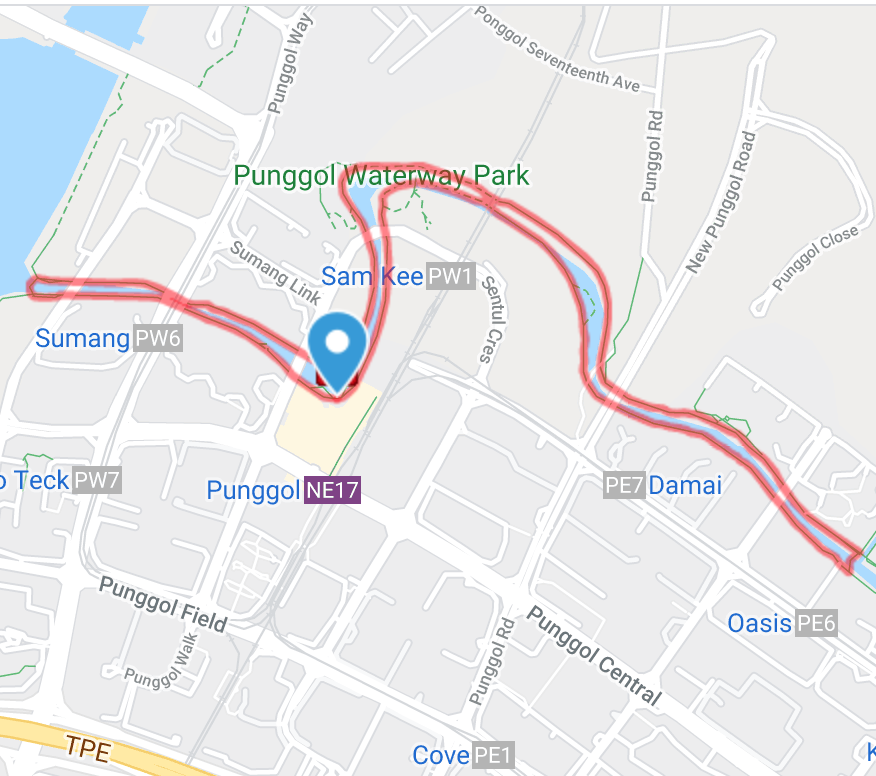 Ponggol Seventeenth Ave
Punggol Way
Punggol Rd
New Punggol Road
Punggol Waterway Park
Punggol Close
Sumang Link
Sam Kee PW1
Sentul Cres
Sumang PW6
Teck PW7
Punggol NE17
PE7 Damai
Punggol Field
Punggol Walk
Punggol Rd
Punggol Central
Oasis PE6
TPE
Cove PE1
K